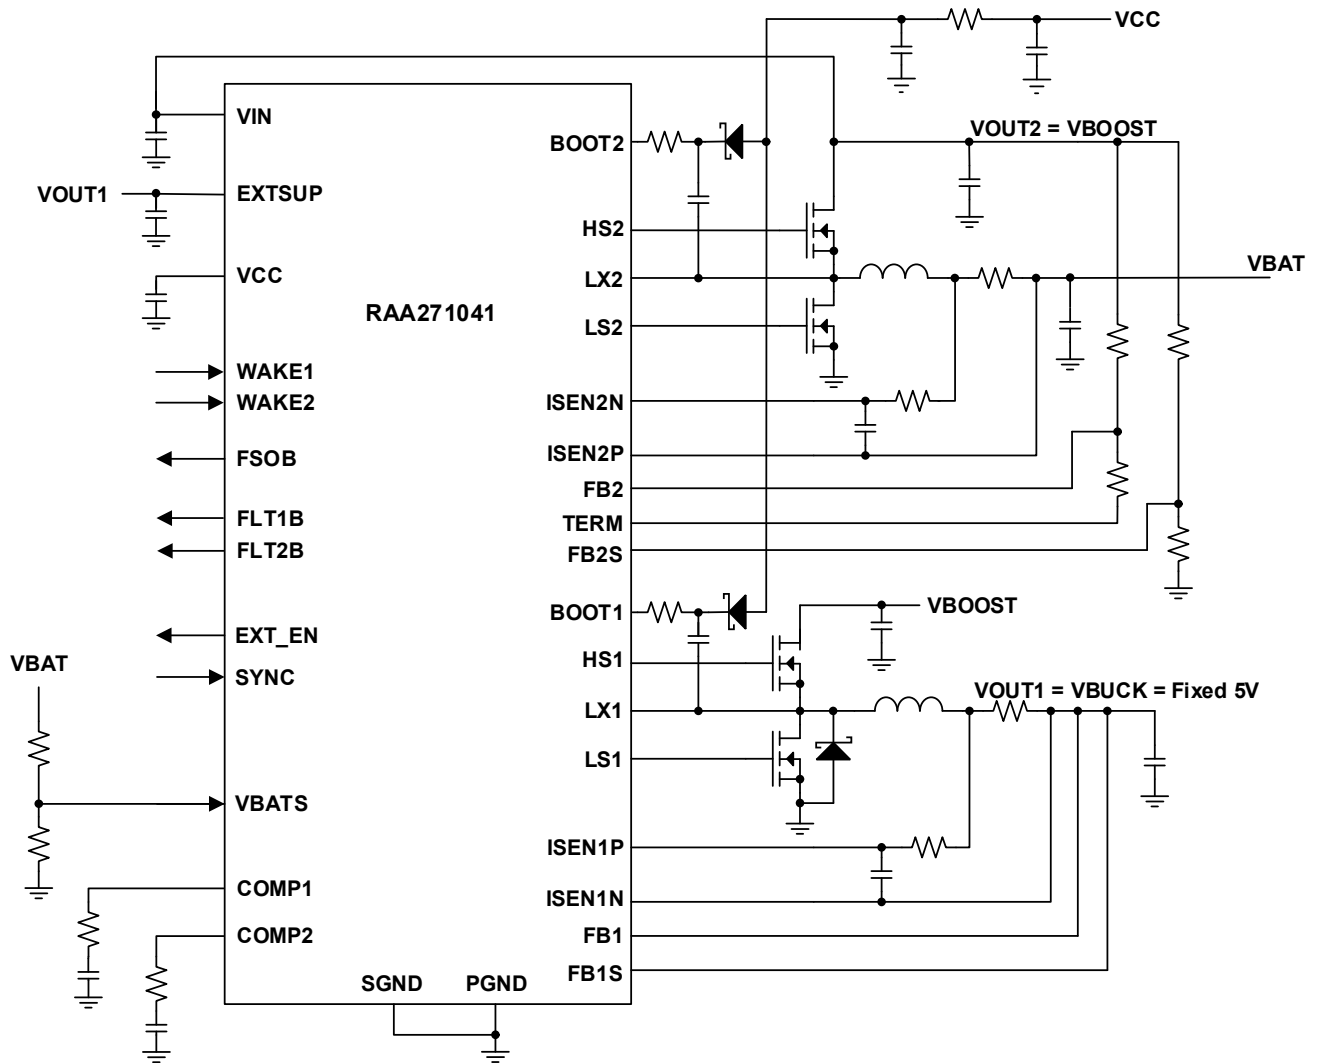 VCC
VIN
BOOT2
VOUT2 = VBOOST
VOUT1
EXTSUP
HS2
VCC
LX2
VBAT
RAA271041
LS2
WAKE1
WAKE2
ISEN2N
FSOB
ISEN2P
FB2
FLT1B
TERM
FLT2B
FB2S
BOOT1
VBOOST
EXT_EN
VBAT
HS1
SYNC
LX1
VOUT1 = VBUCK = Fixed 5V
LS1
VBATS
ISEN1P
COMP1
ISEN1N
COMP2
FB1
FB1S
SGND
PGND